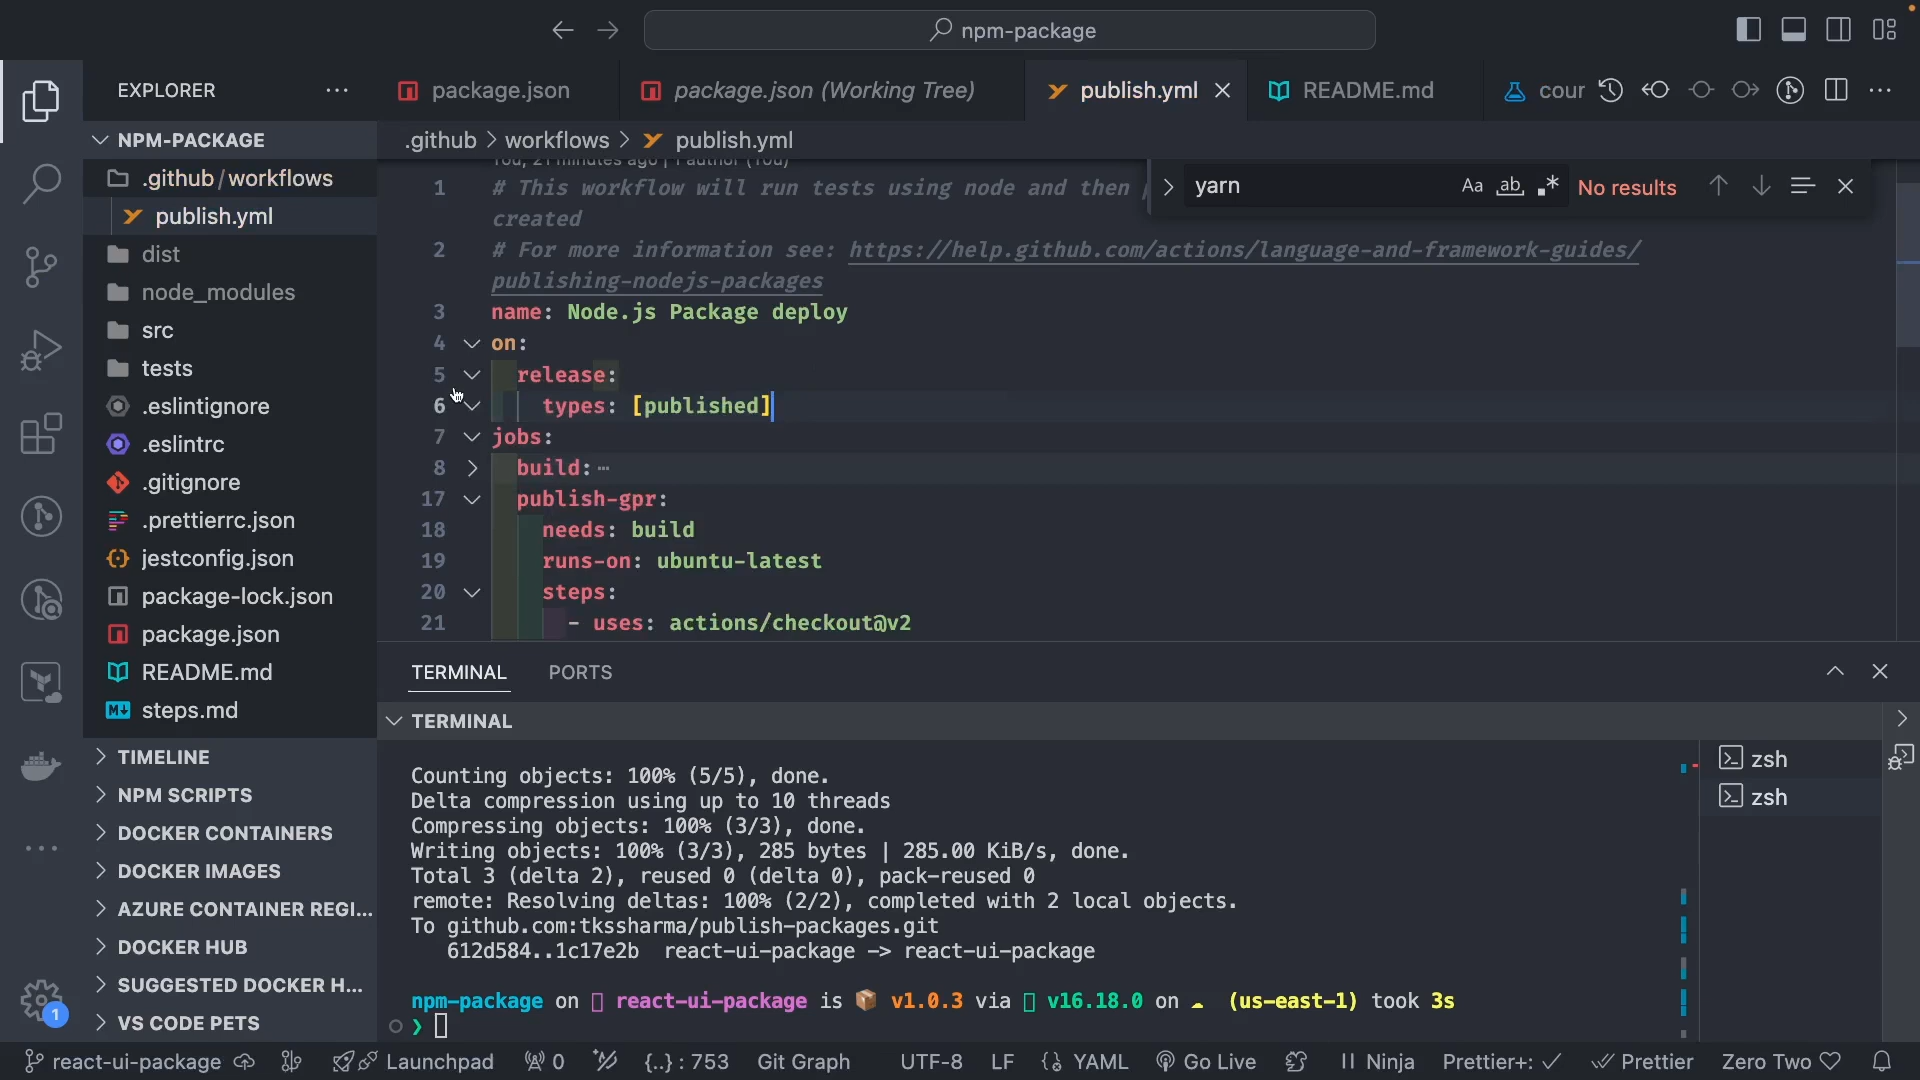 npm-package
EXPLORER
package.json
package.json (Working Tree)
publish.yml
README.md
cour
NPM-PACKAGE
.github/workflows
publish.yml
dist
node_modules
src
tests
.eslintignore
.eslintrc
.gitignore
.prettierrc.json
jestconfig.json
package-lock.json
package.json
README.md
steps.md
TIMELINE
NPM SCRIPTS
DOCKER CONTAINERS
DOCKER IMAGES
AZURE CONTAINER REGI...
DOCKER HUB
SUGGESTED DOCKER H...
VS CODE PETS
1
.github > workflows > publish.yml
You, 21 minutes ago | 1 author (You)
yarn
Aa ab .* No results
1 # This workflow will run tests using node and then
created
2 # For more information see: https://help.github.com/actions/language-and-framework-guides/
publishing-nodejs-packages
3 name: Node.js Package deploy
4 on:
5 release:
6 types: [published]
7 jobs:
8 build: ...
17 publish-gpr:
18 needs: build
19 runs-on: ubuntu-latest
20 steps:
21 - uses: actions/checkout@v2
TERMINAL PORTS
TERMINAL
Counting objects: 100% (5/5), done.
Delta compression using up to 10 threads
Compressing objects: 100% (3/3), done.
Writing objects: 100% (3/3), 285 bytes | 285.00 KiB/s, done.
Total 3 (delta 2), reused 0 (delta 0), pack-reused 0
remote: Resolving deltas: 100% (2/2), completed with 2 local objects.
To github.com:tkssharma/publish-packages.git
612d584..1c17e2b react-ui-package -> react-ui-package
npm-package on react-ui-package is 📦 v1.0.3 via v16.18.0 on ☁ (us-east-1) took 3s
❯
zsh
zsh
react-ui-package Launchpad 0 {..} : 753 Git Graph UTF-8 LF YAML Go Live Ninja Prettier+: ✓ Prettier Zero Two